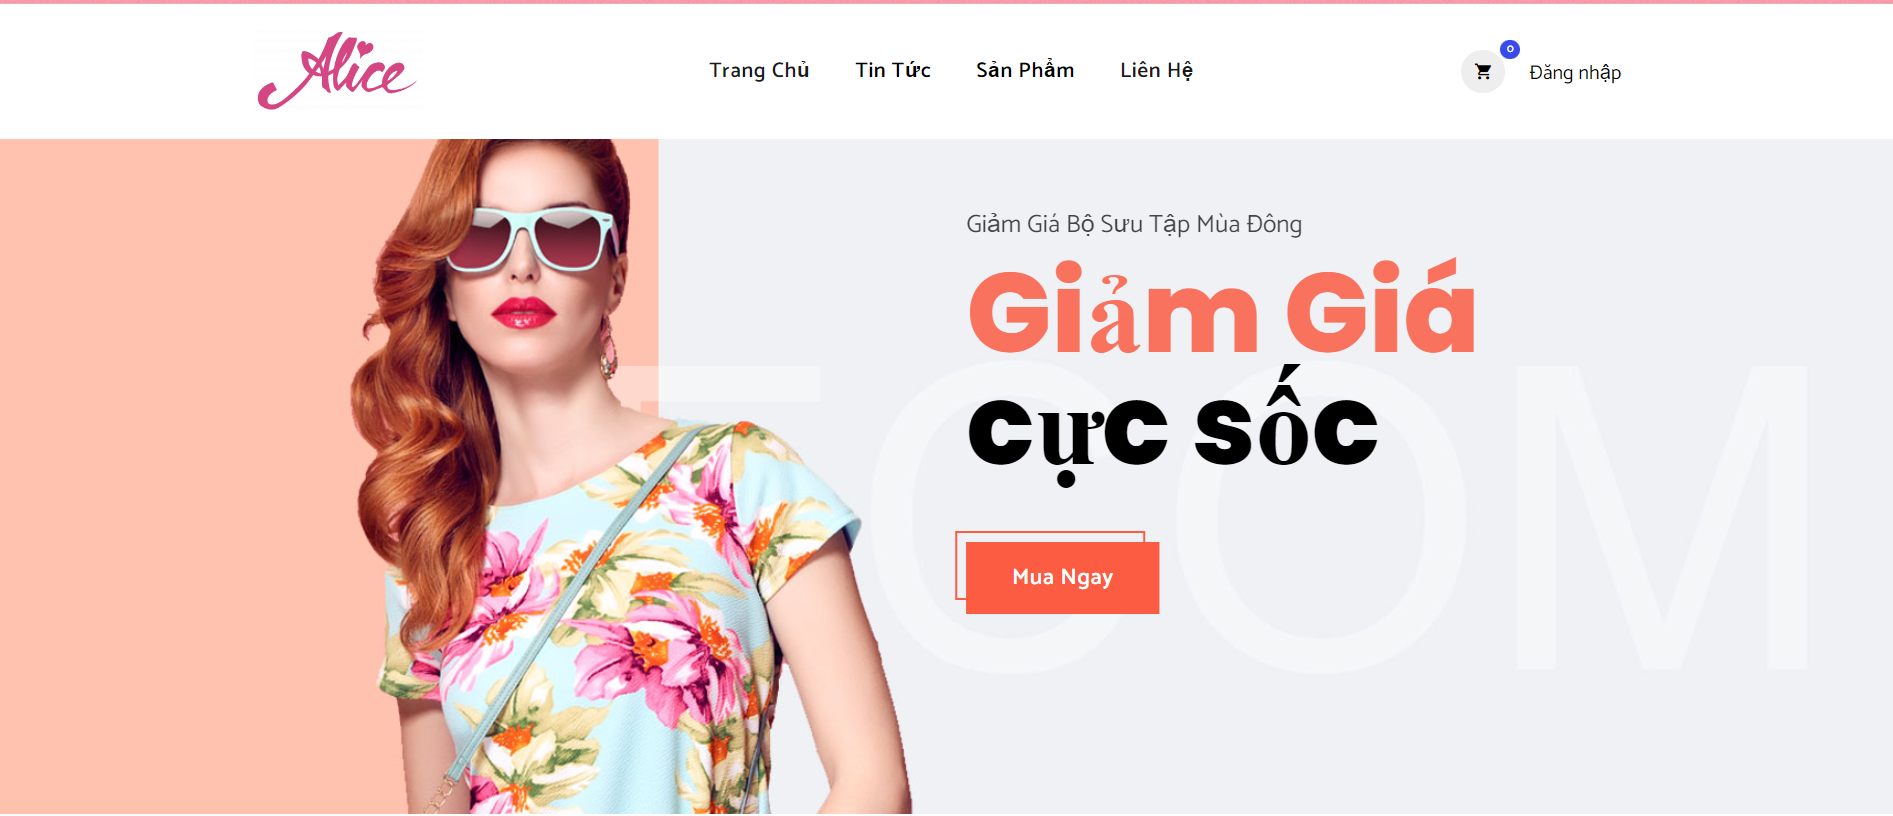 Alice
Trang Chủ
Tin Tức
Sản Phẩm
Liên Hệ
0
Đăng nhập
Giảm Giá Bộ Sưu Tập Mùa Đông
Giảm Giá
cực sốc
Mua Ngay